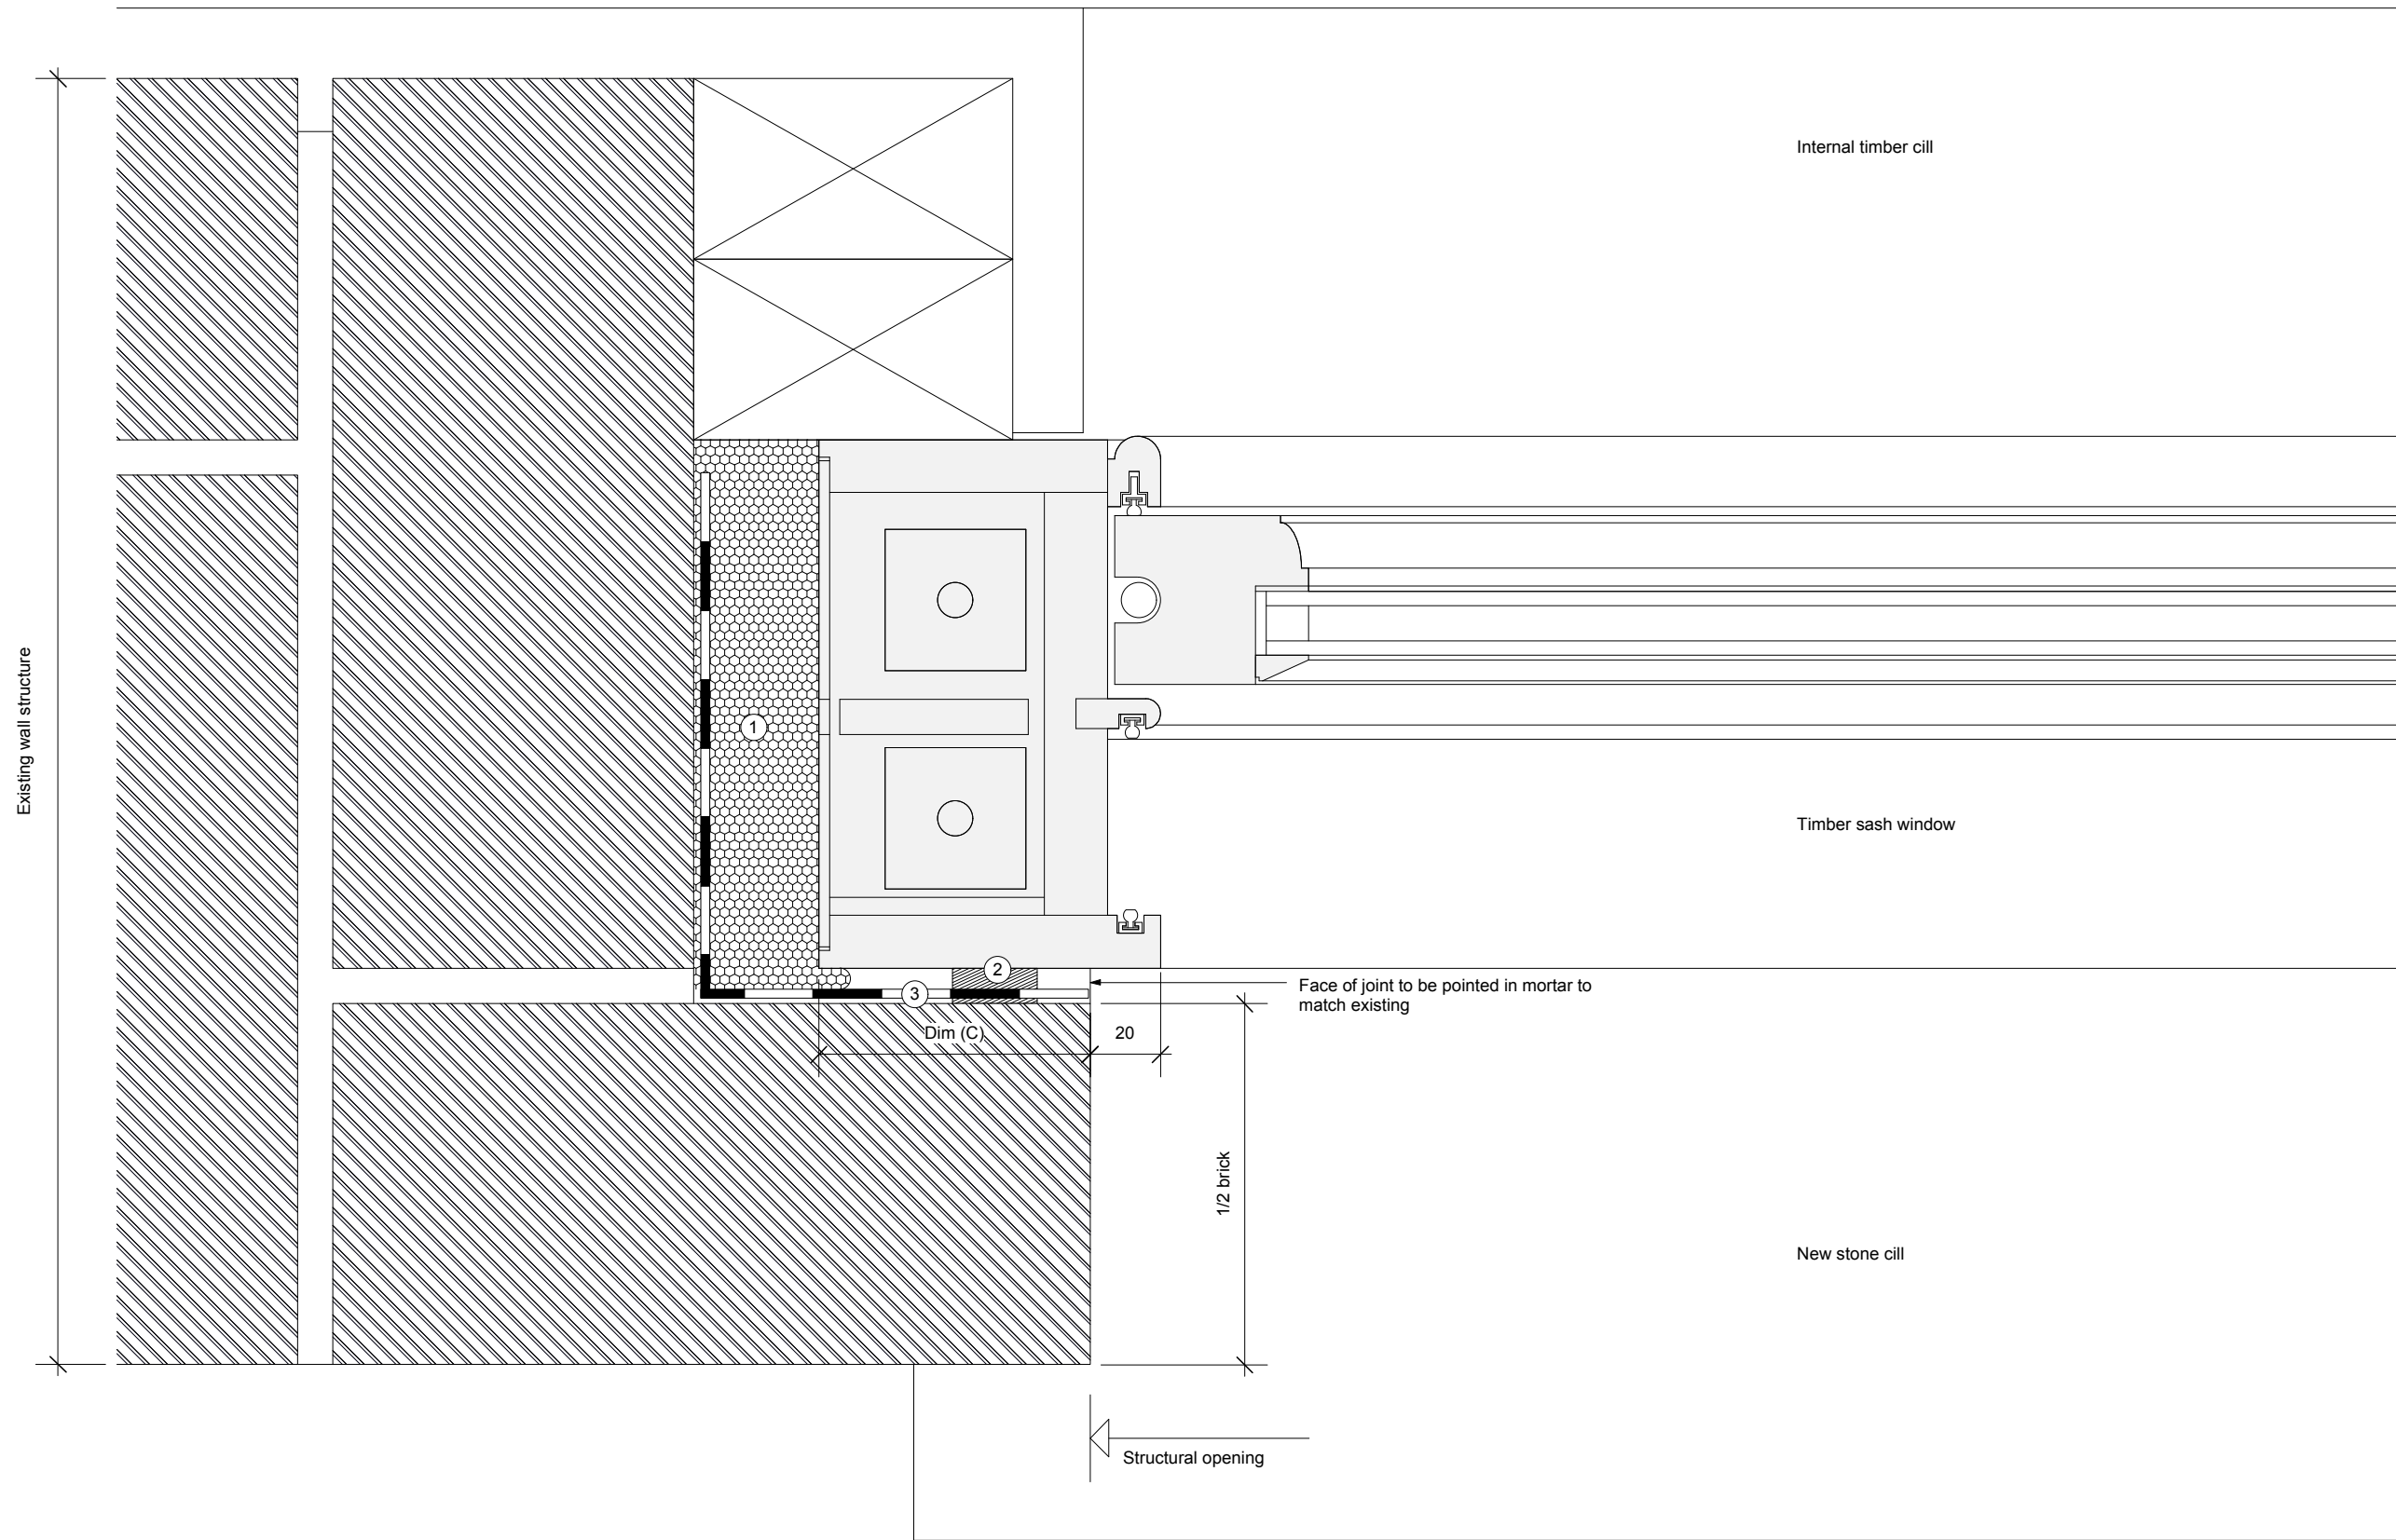 Internal timber cill
Existing wall structure
1
Timber sash window
2
3
Face of joint to be pointed in mortar to
match existing
Dim (C)
20
1/2 brick
New stone cill
Structural opening